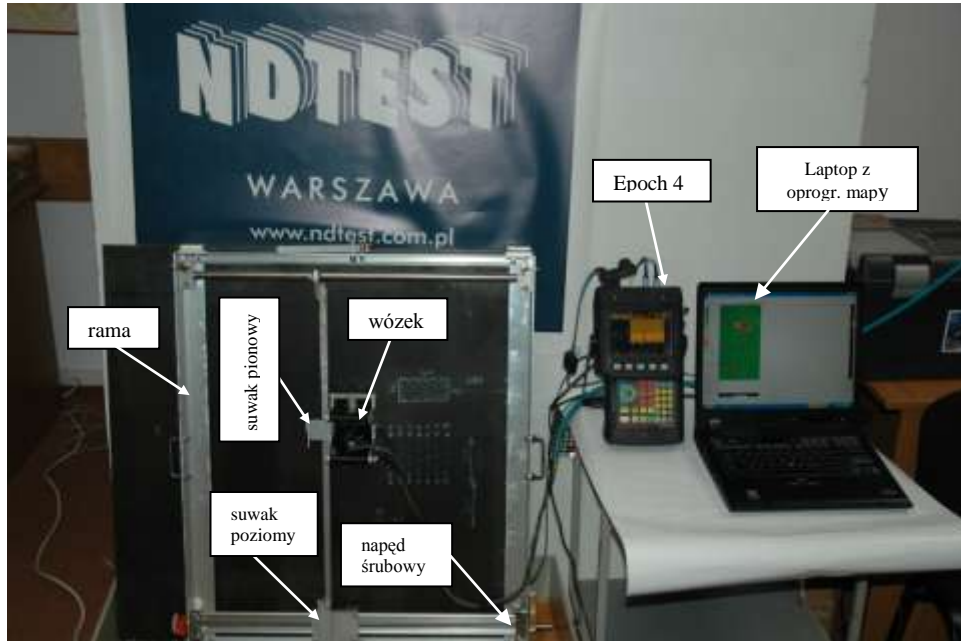 NDTEST
WARSZAWA
www.ndtest.com.pl
Epoch 4
Laptop z
oprogr. mapy
rama
suwak pionowy
wózek
suwak
poziomy
napęd
śrubowy